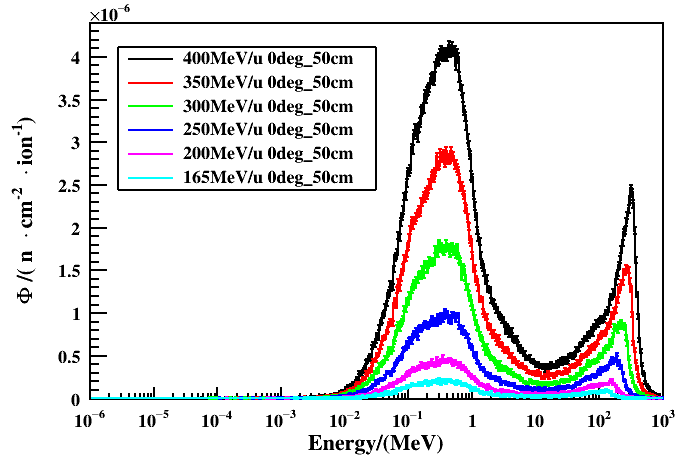 ×10⁻⁶
400MeV/u 0deg_50cm
350MeV/u 0deg_50cm
300MeV/u 0deg_50cm
250MeV/u 0deg_50cm
200MeV/u 0deg_50cm
165MeV/u 0deg_50cm
4
3.5
3
2.5
2
1.5
1
0.5
0
Φ /( n · cm⁻² · ion⁻¹)
10⁻⁶ 10⁻⁵ 10⁻⁴ 10⁻³ 10⁻² 10⁻¹ 1 10 10² 10³
Energy/(MeV)